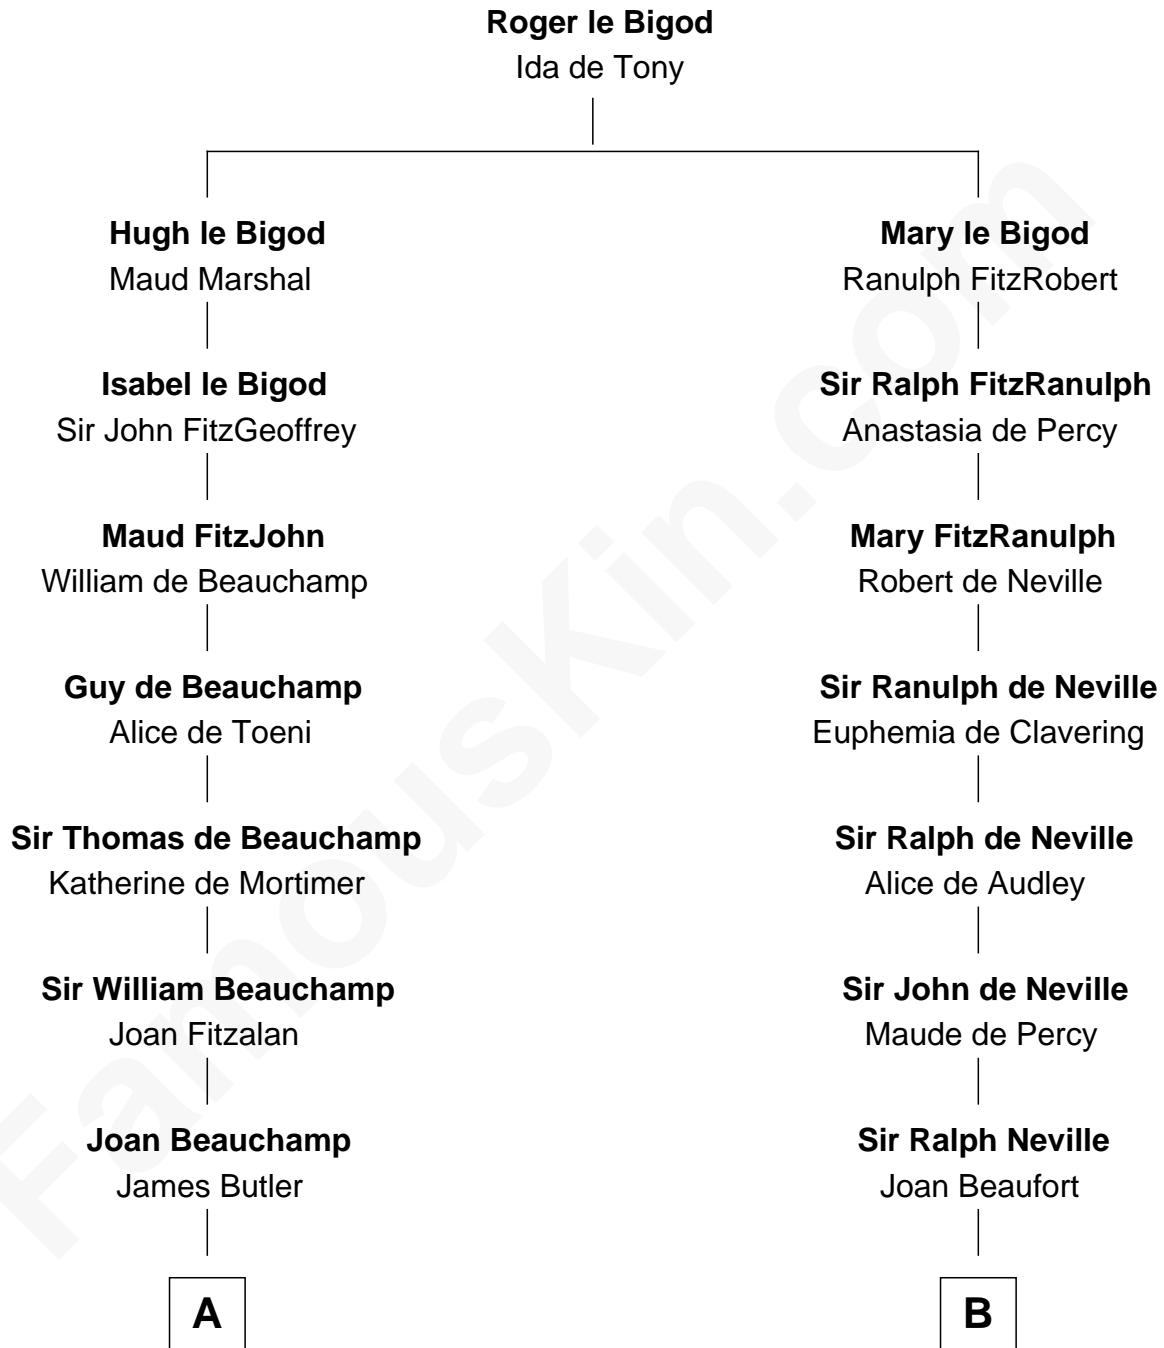 Roger le Bigod
Ida de Tony
Hugh le Bigod
Maud Marshal
Mary le Bigod
Ranulph FitzRobert
Isabel le Bigod
Sir John FitzGeoffrey
Sir Ralph FitzRanulph
Anastasia de Percy
Maud FitzJohn
William de Beauchamp
Mary FitzRanulph
Robert de Neville
Guy de Beauchamp
Alice de Toeni
Sir Ranulph de Neville
Euphemia de Clavering
Sir Thomas de Beauchamp
Katherine de Mortimer
Sir Ralph de Neville
Alice de Audley
Sir William Beauchamp
Joan Fitzalan
Sir John de Neville
Maude de Percy
Joan Beauchamp
James Butler
Sir Ralph Neville
Joan Beaufort
A
B
FamousKin.com